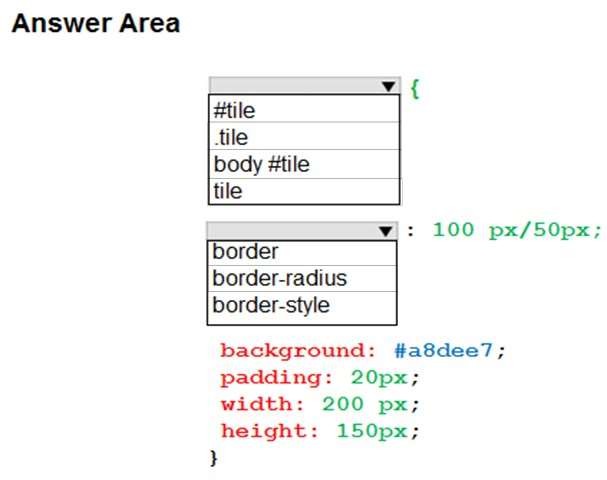 Answer Area
{
#tile
.tile
body #tile
tile
: 100 px/50px;
border
border-radius
border-style
background: #a8dee7;
padding: 20px;
width: 200 px;
height: 150px;
}